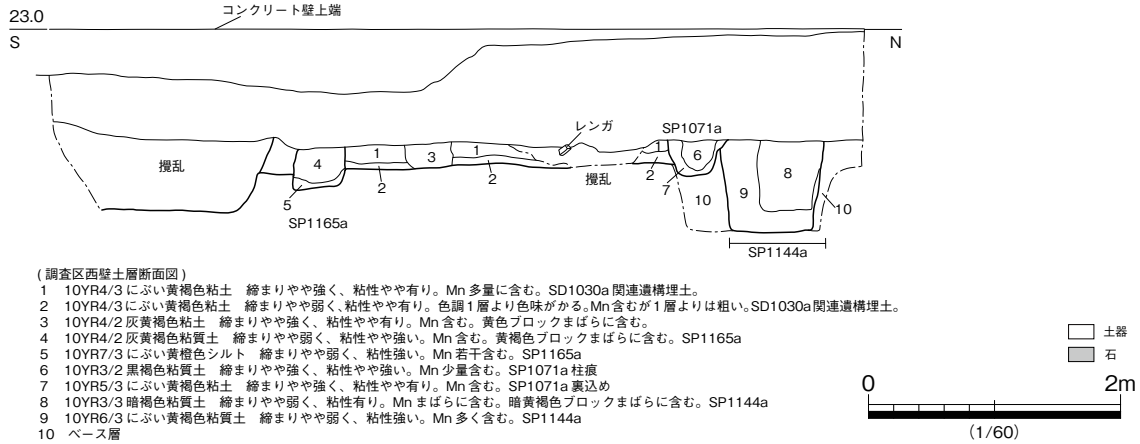 コンクリート壁上端
23.0
S
N
SP1071a
レンガ
攪乱
4
1
3
1
1
6
2
2
2
7
攪乱
5
10
9
8
10
SP1165a
SP1144a
(調査区西壁土層断面図)
1 10YR4/3 にぶい黄褐色粘土 締まりやや強く、粘性やや有り。Mn 多量に含む。SD1030a 関連遺構埋土。
2 10YR4/3 にぶい黄褐色粘土 締まりやや弱く、粘性やや有り。色調1層より色味がかる。Mn含むが1層よりは粗い。SD1030a 関連遺構埋土。
3 10YR4/2 灰黄褐色粘土 締まりやや強く、粘性やや有り。Mn 含む。黄色ブロックまばらに含む。
4 10YR4/2 灰黄褐色粘質土 締まりやや弱く、粘性やや強い。Mn 含む。黄褐色ブロックまばらに含む。SP1165a
5 10YR7/3 にぶい黄橙色シルト 締まりやや弱く、粘性強い。Mn 若干含む。SP1165a
6 10YR3/2 黒褐色粘質土 締まりやや弱く、粘性やや強い。Mn 少量含む。SP1071a 柱痕
7 10YR5/3 にぶい黄褐色粘土 締まりやや強く、粘性やや有り。Mn 含む。SP1071a 裏込め
8 10YR3/3 暗褐色粘質土 締まりやや弱く、粘性有り。Mn まばらに含む。暗黄褐色ブロックまばらに含む。SP1144a
9 10YR6/3 にぶい黄褐色粘質土 締まりやや弱く、粘性強い。Mn 多く含む。SP1144a
10 ベース層
土器
石
0 2m
(1/60)